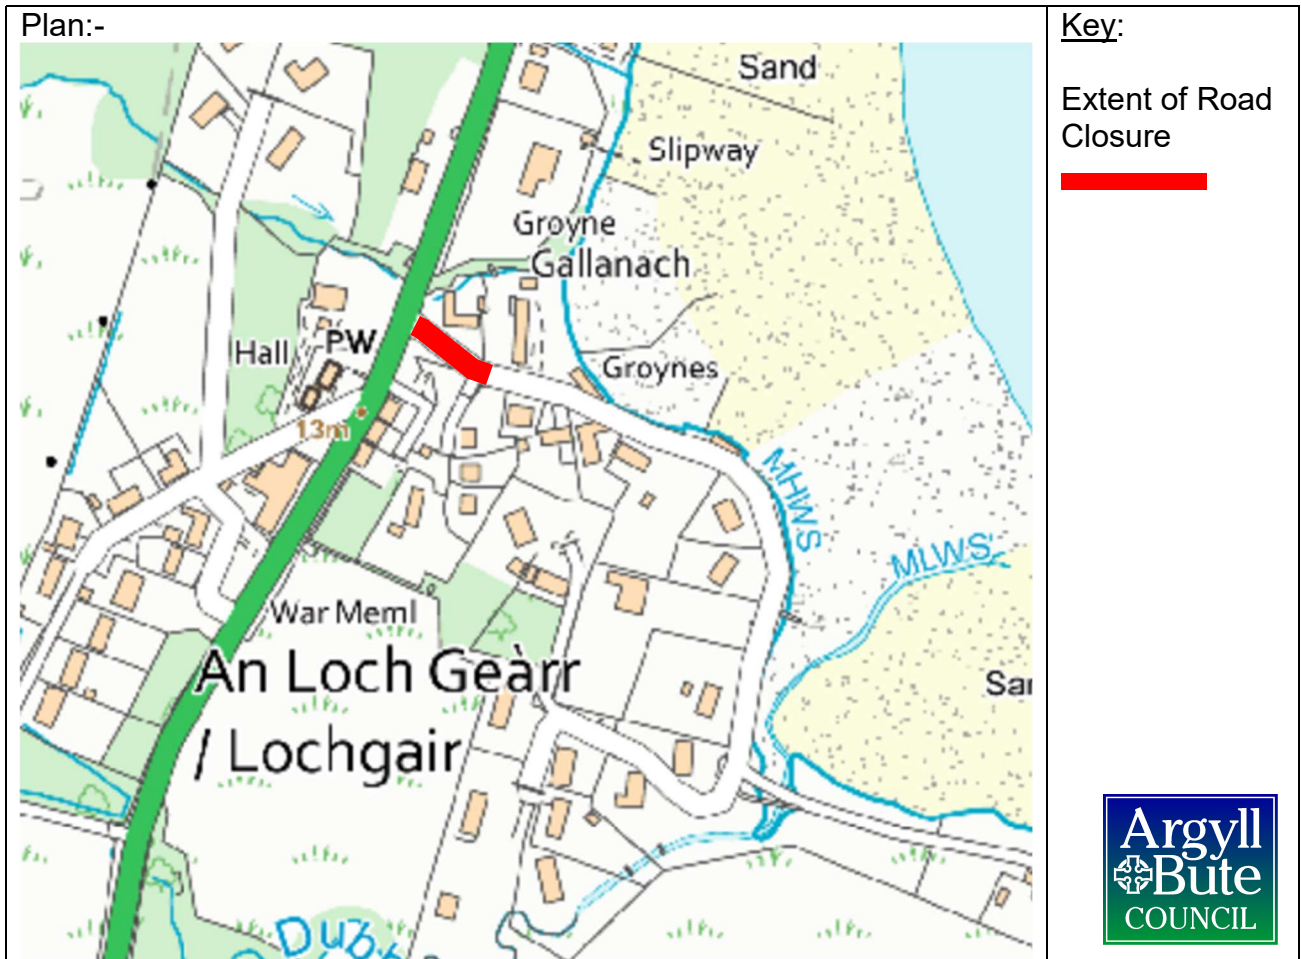 Plan:-
Key:
Extent of Road
Closure
Sand
Slipway
Groyne
Gallanach
Hall
PW
Groynes
13m
MHWS
MLWS
War Meml
An Loch Geàrr
/ Lochgair
Argyll
Bute
COUNCIL